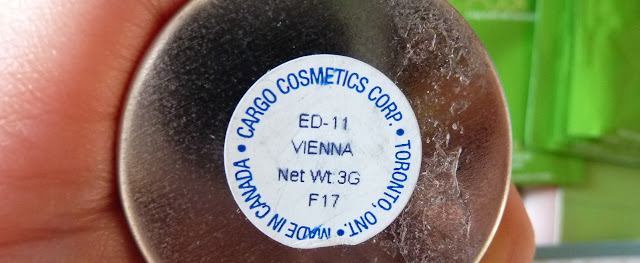 • CARGO COSMETICS CORP. • TORONTO, ONT. • MADE IN CANADA
ED-11
VIENNA
Net Wt.3G
F17